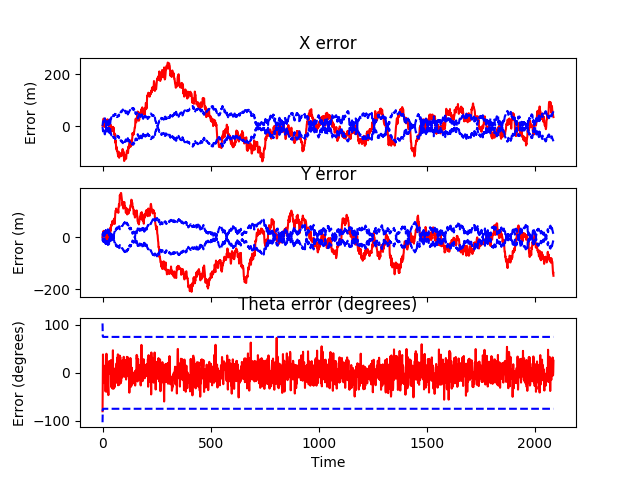 X error
200
0
Error (m)
Y error
0
−200
Error (m)
Theta error (degrees)
100
0
−100
Error (degrees)
0 500 1000 1500 2000
Time